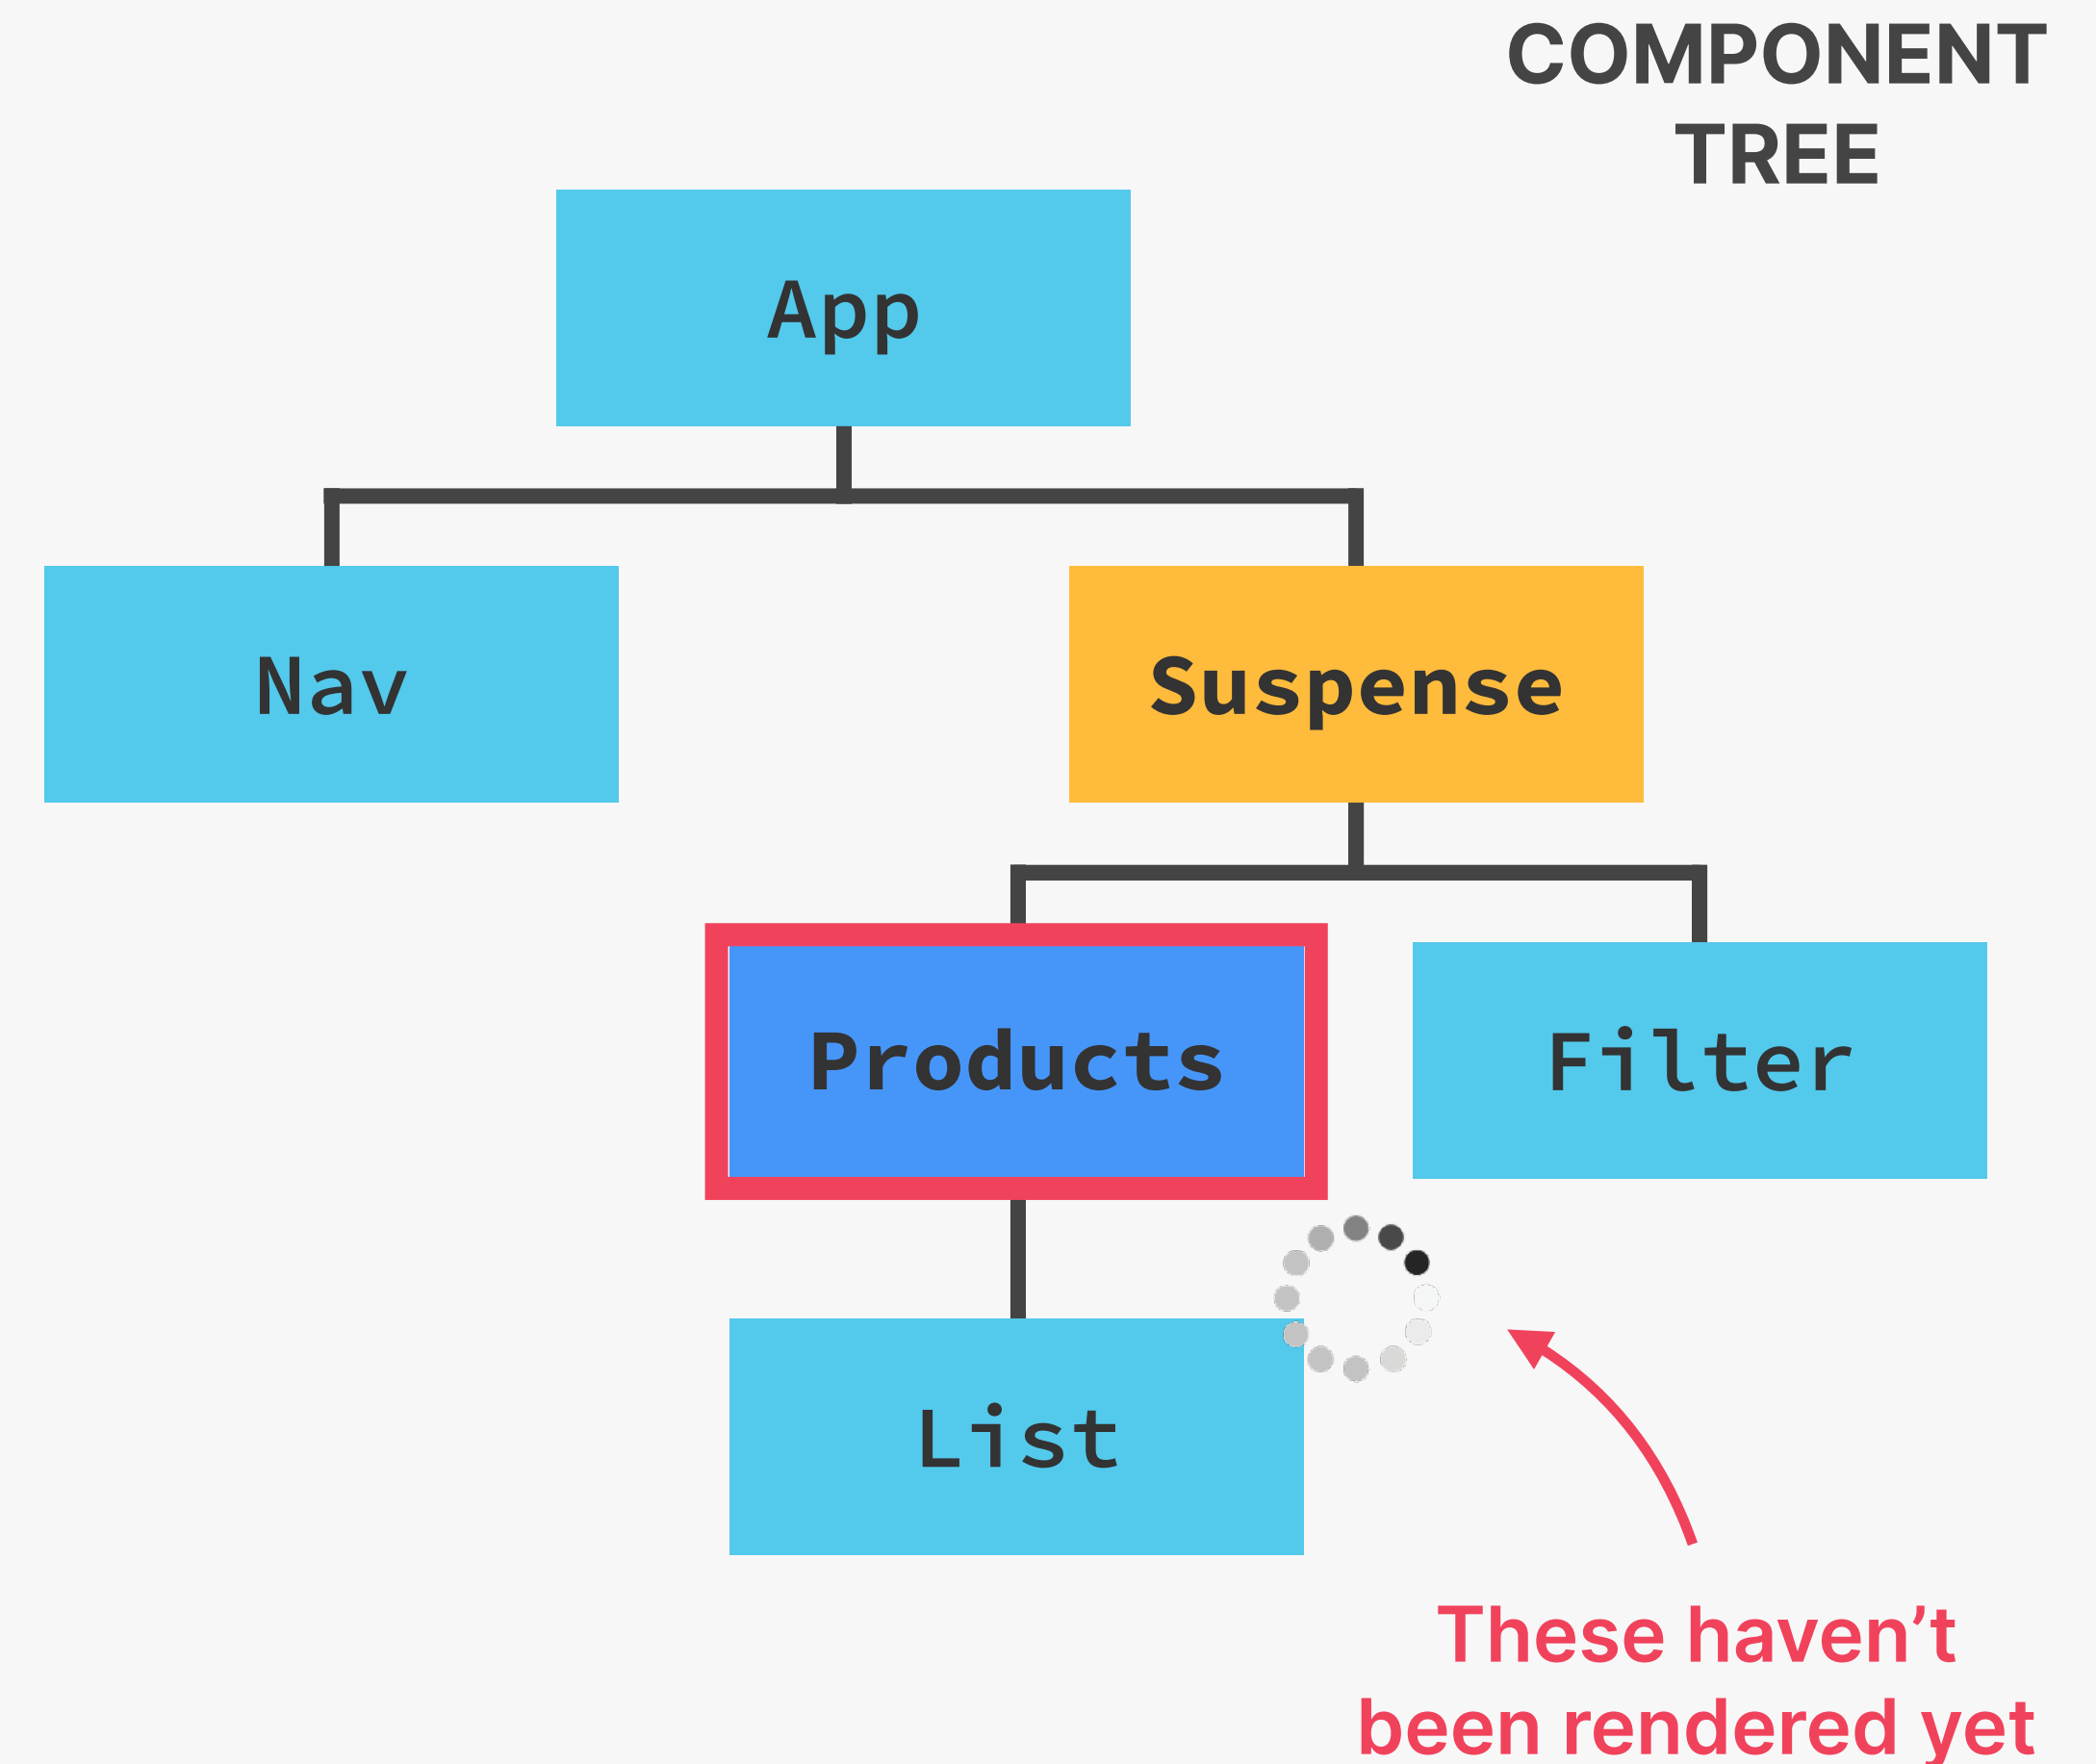 COMPONENT
TREE
App
Nav
Suspense
Products
Filter
List
These haven’t
been rendered yet